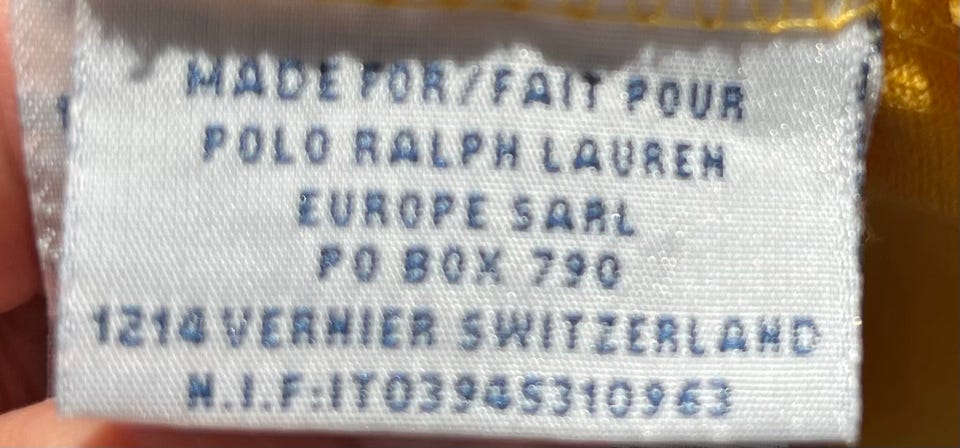 MADE FOR/FAIT POUR
POLO RALPH LAUREN
EUROPE SARL
PO BOX 790
1214 VERNIER SWITZERLAND
N.I.F:IT03945310963